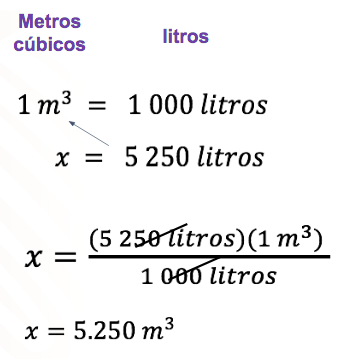 Metros cúbicos litros
1 m³ = 1 000 litros
x = 5 250 litros
x = (5 250 litros)(1 m³) / 1 000 litros
x = 5.250 m³